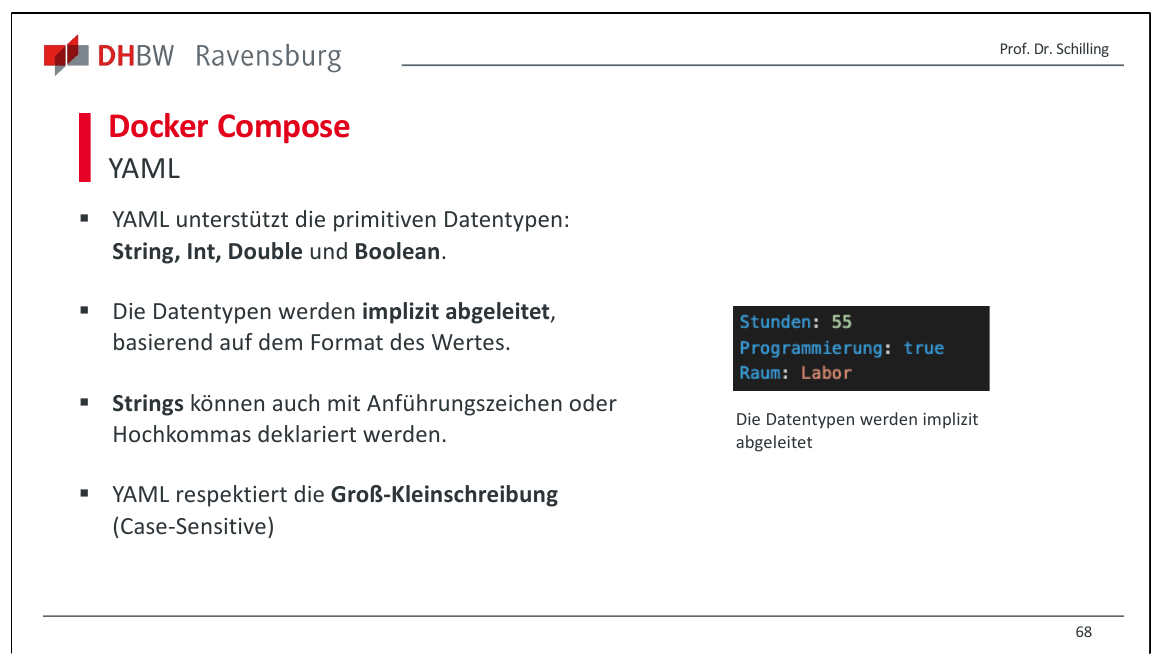 DHBW Ravensburg
Prof. Dr. Schilling
Docker Compose
YAML
▪ YAML unterstützt die primitiven Datentypen:
String, Int, Double und Boolean.
▪ Die Datentypen werden implizit abgeleitet,
basierend auf dem Format des Wertes.
▪ Strings können auch mit Anführungszeichen oder
Hochkommas deklariert werden.
▪ YAML respektiert die Groß-Kleinschreibung
(Case-Sensitive)
Stunden: 55
Programmierung: true
Raum: Labor
Die Datentypen werden implizit
abgeleitet
68